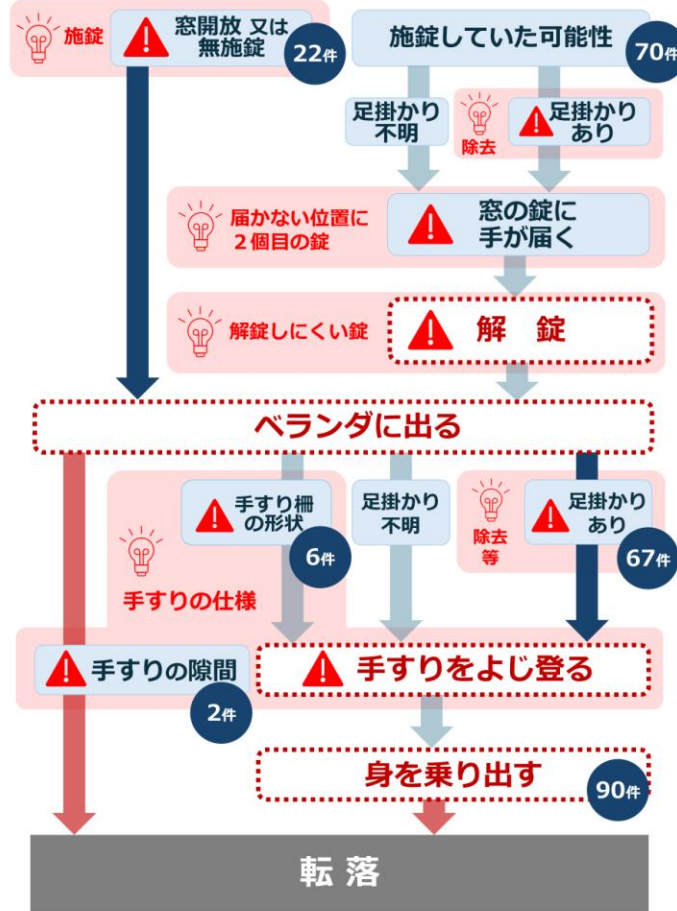 施錠
窓開放 又は
無施錠
22件
施錠していた可能性
70件
足掛かり
不明
足掛かり
あり
除去
届かない位置に
２個目の錠
窓の錠に
手が届く
解錠しにくい錠
解 錠
ベランダに出る
手すり柵
の形状
6件
足掛かり
不明
除去
等
足掛かり
あり
67件
手すりの仕様
手すりの隙間
2件
手すりをよじ登る
身を乗り出す
90件
転 落